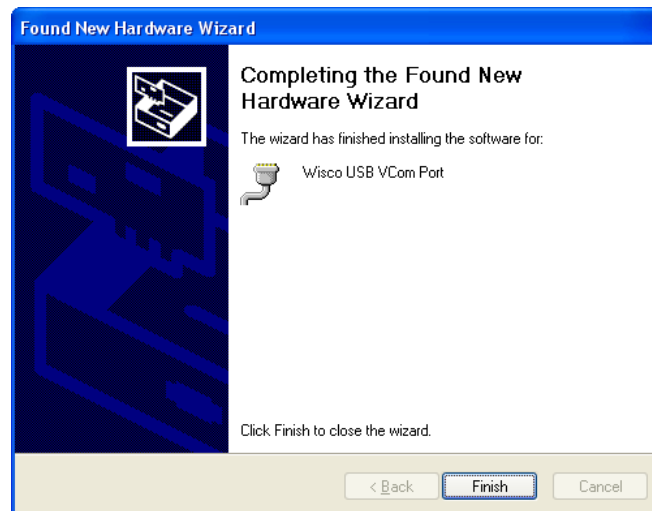 Found New Hardware Wizard
Completing the Found New
Hardware Wizard
The wizard has finished installing the software for:
Wisco USB VCom Port
Click Finish to close the wizard.
< Back
Finish
Cancel